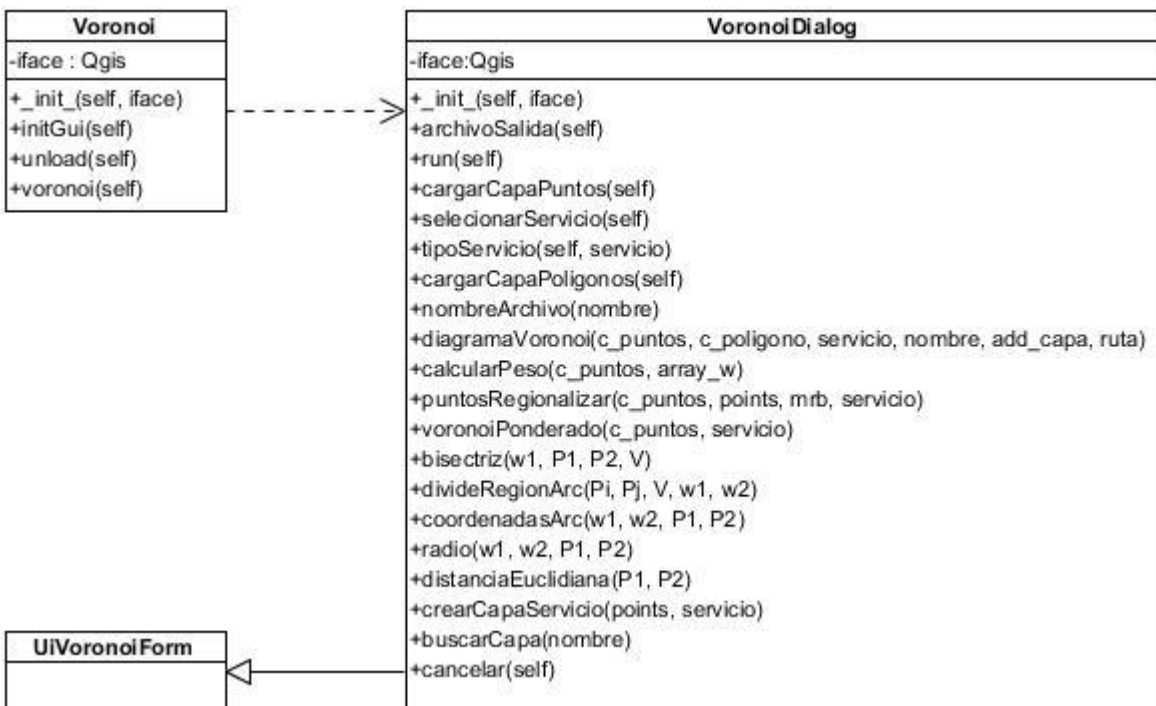 Voronoi
-iface : Qgis
+_init_(self, iface)
+initGui(self)
+unload(self)
+voronoi(self)
VoronoiDialog
-iface:Qgis
+_init_(self, iface)
+archivoSalida(self)
+run(self)
+cargarCapaPuntos(self)
+selecionarServicio(self)
+tipoServicio(self, servicio)
+cargarCapaPoligonos(self)
+nombreArchivo(nombre)
+diagramaVoronoi(c_puntos, c_poligono, servicio, nombre, add_capa, ruta)
+calcularPeso(c_puntos, array_w)
+puntosRegionalizar(c_puntos, points, mrb, servicio)
+voronoiPonderado(c_puntos, servicio)
+bisectriz(w1, P1, P2, V)
+divideRegionArc(Pi, Pj, V, w1, w2)
+coordenadasArc(w1, w2, P1, P2)
+radio(w1, w2, P1, P2)
+distanciaEuclidiana(P1, P2)
+crearCapaServicio(points, servicio)
+buscarCapa(nombre)
+cancelar(self)
UiVoronoiForm